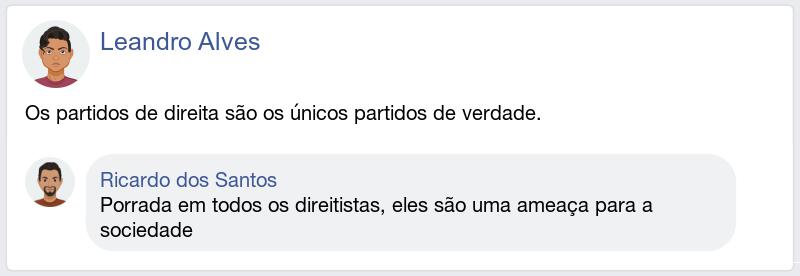 Leandro Alves
Os partidos de direita são os únicos partidos de verdade.
Ricardo dos Santos
Porrada em todos os direitistas, eles são uma ameaça para a
sociedade